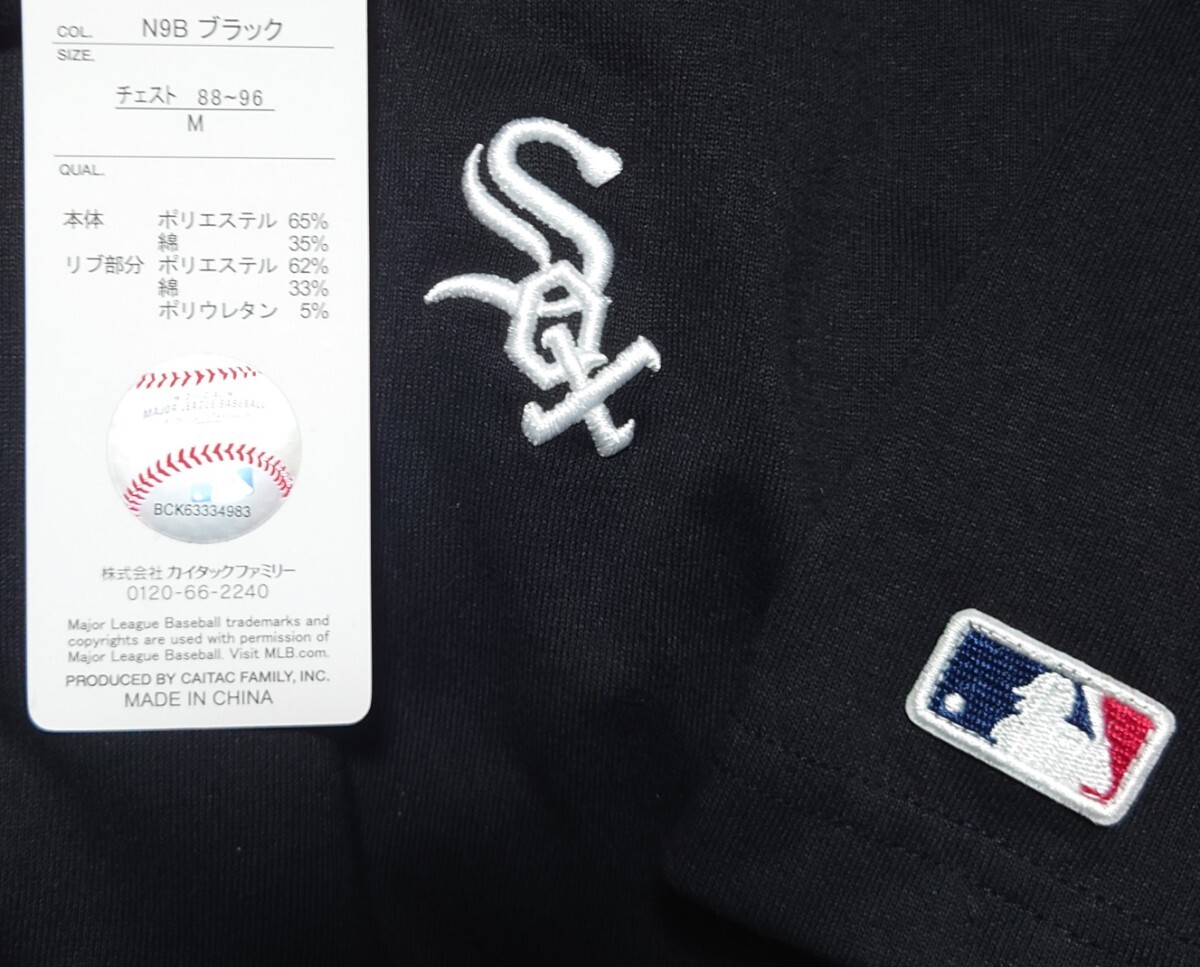 COL. N9B ブラック
SIZE.
チェスト 88~96
M
QUAL.
本体 ポリエステル 65%
綿 35%
リブ部分 ポリエステル 62%
綿 33%
ポリウレタン 5%
MAJOR LEAGUE BASEBALL
BCK63334983
株式会社 カイタックファミリー
0120-66-2240
Major League Baseball trademarks and
copyrights are used with permission of
Major League Baseball. Visit MLB.com.
PRODUCED BY CAITAC FAMILY, INC.
MADE IN CHINA
Sox